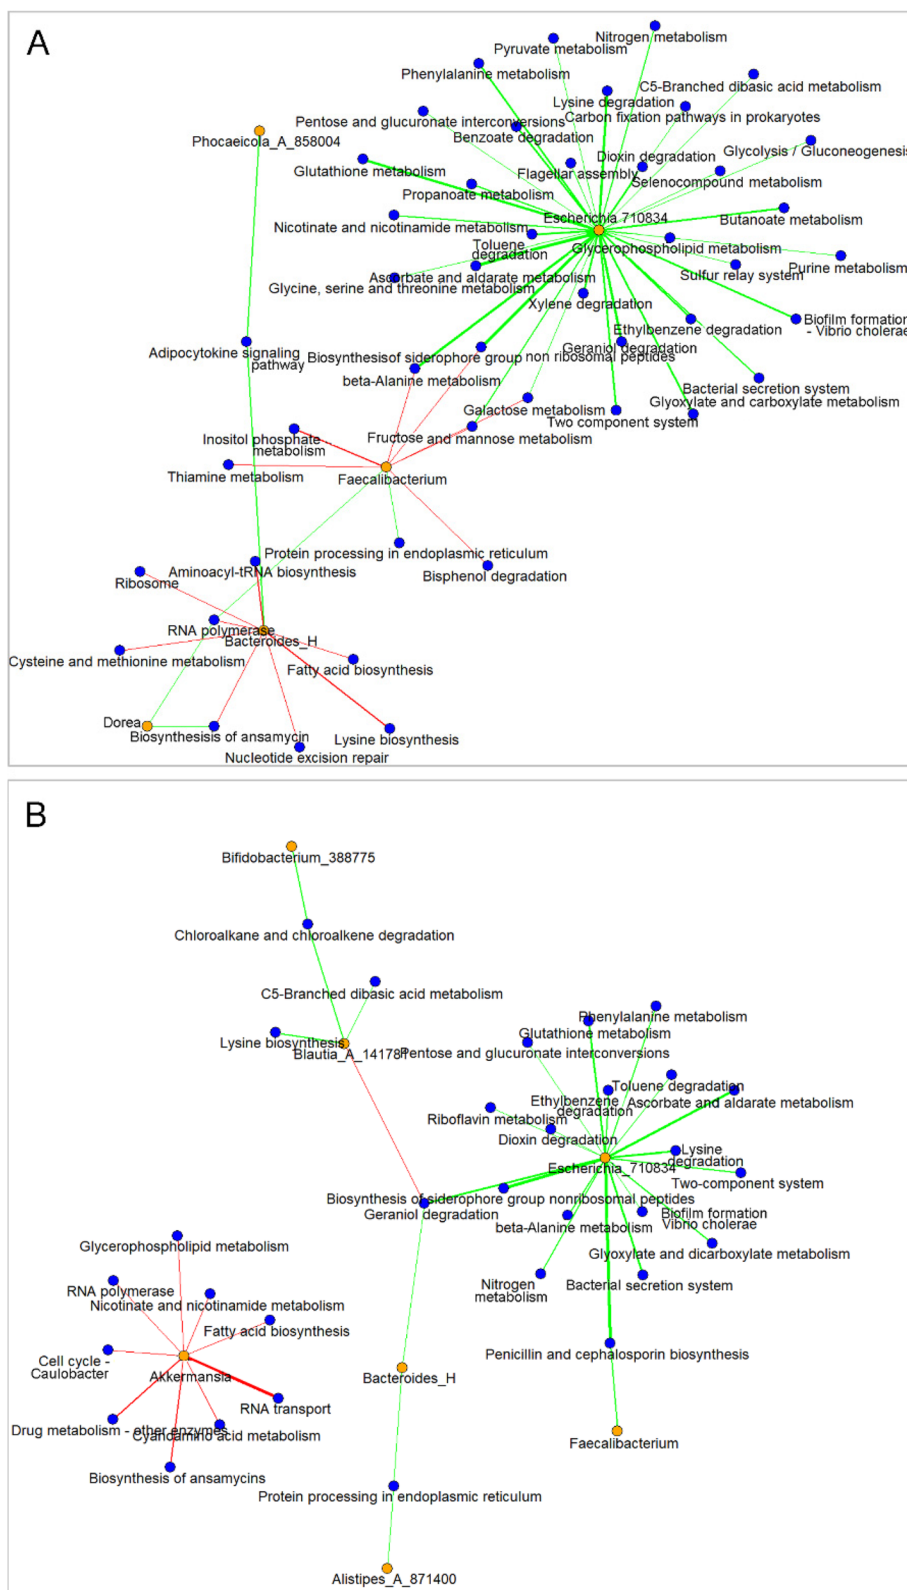 A
Nitrogen metabolism
Pyruvate metabolism
Phenylalanine metabolism
C5-Branched dibasic acid metabolism
Lysine degradation
Carbon fixation pathways in prokaryotes
Pentose and glucuronate interconversions
Benzoate degradation
Phocaeicola_A_858004
Glycolysis / Gluconeogenesis
Dioxin degradation
Glutathione metabolism
Flagellar assembly
Selenocompound metabolism
Propanoate metabolism
Escherichia 710834
Butanoate metabolism
Nicotinate and nicotinamide metabolism
Toluene
degradation
Glycerophospholipid metabolism
Purine metabolism
Sulfur relay system
Ascorbate and aldarate metabolism
Glycine, serine and threonine metabolism
Xylene degradation
Biofilm formation
- Vibrio cholerae
Ethylbenzene degradation
Adipocytokine signaling
pathway
Geraniol degradation
Biosynthesisof siderophore group non ribosomal peptides
beta-Alanine metabolism
Bacterial secretion system
Glyoxylate and carboxylate metabolism
Galactose metabolism
Two component system
Inositol phosphate
metabolism
Fructose and mannose metabolism
Thiamine metabolism
Faecalibacterium
Protein processing in endoplasmic reticulum
Aminoacyl-tRNA biosynthesis
Bisphenol degradation
Ribosome
RNA polymerase
Bacteroides_H
Cysteine and methionine metabolism
Fatty acid biosynthesis
Dorea
Biosynthesisis of ansamycin
Lysine biosynthesis
Nucleotide excision repair
B
Bifidobacterium_388775
Chloroalkane and chloroalkene degradation
C5-Branched dibasic acid metabolism
Phenylalanine metabolism
Glutathione metabolism
Lysine biosynthesis
Blautia_A_141781
Pentose and glucuronate interconversions
Toluene degradation
Ethylbenzene
degradation
Ascorbate and aldarate metabolism
Riboflavin metabolism
Dioxin degradation
Lysine
degradation
Escherichia_710834
Two-component system
Biosynthesis of siderophore group nonribosomal peptides
Geraniol degradation
Biofilm formation
Vibrio cholerae
beta-Alanine metabolism
Glycerophospholipid metabolism
Glyoxylate and dicarboxylate metabolism
RNA polymerase
Nitrogen
metabolism
Bacterial secretion system
Nicotinate and nicotinamide metabolism
Fatty acid biosynthesis
Penicillin and cephalosporin biosynthesis
Cell cycle -
Caulobacter
Akkermansia
Bacteroides_H
RNA transport
Drug metabolism - other enzymes
Cyanoamino acid metabolism
Faecalibacterium
Biosynthesis of ansamycins
Protein processing in endoplasmic reticulum
Alistipes_A_871400